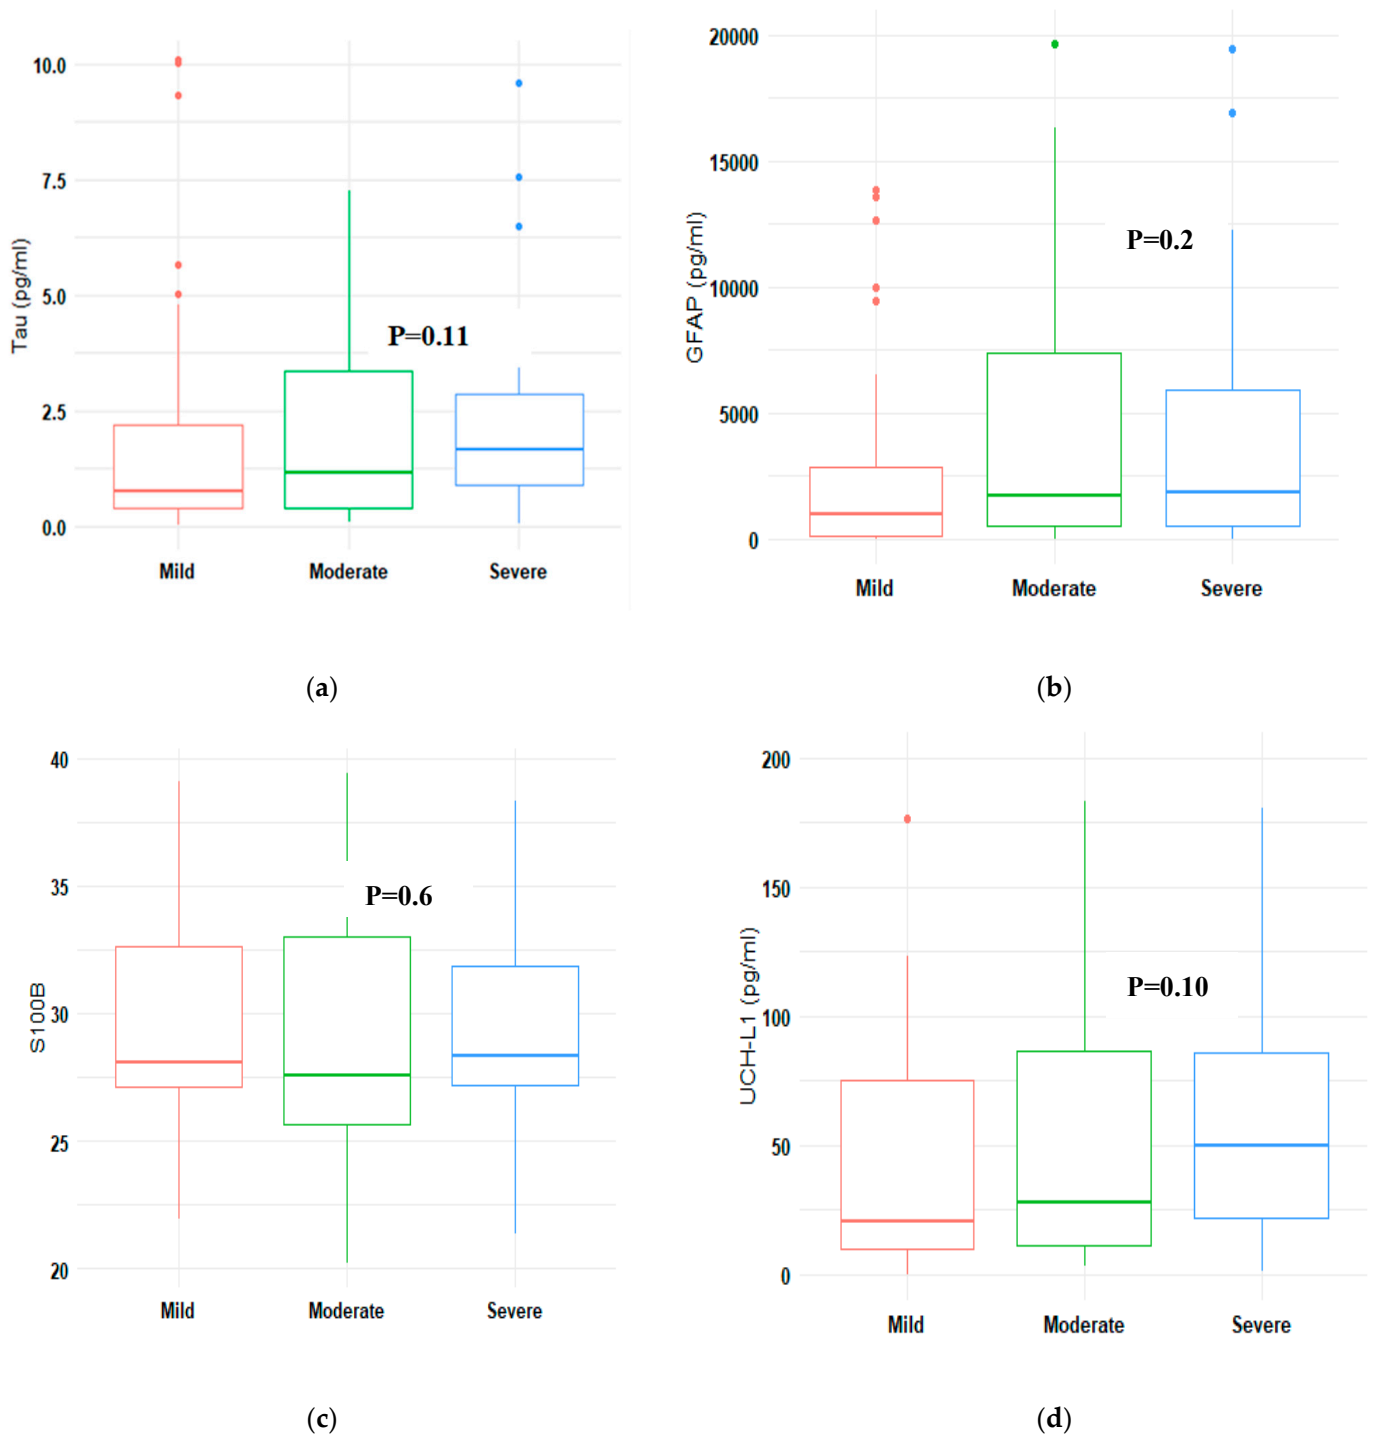 10.0
7.5
5.0
2.5
0.0
Tau (pg/ml)
P=0.11
Mild Moderate Severe
(a)
20000
15000
10000
5000
0
GFAP (pg/ml)
P=0.2
Mild Moderate Severe
(b)
40
35
30
25
20
S100B
P=0.6
Mild Moderate Severe
(c)
200
150
100
50
0
UCH-L1 (pg/ml)
P=0.10
Mild Moderate Severe
(d)